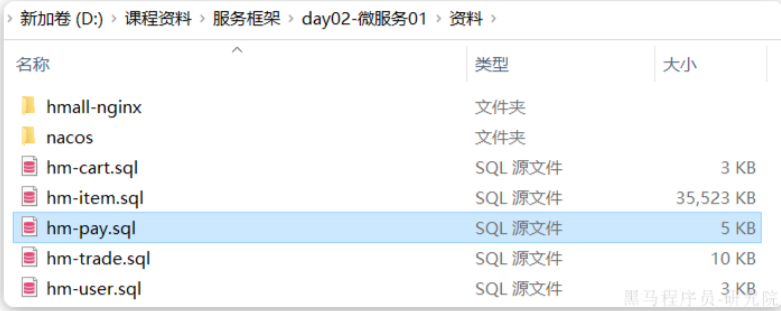 新加卷 (D:) › 课程资料 › 服务框架 › day02-微服务01 › 资料 ›
名称 类型 大小
hmall-nginx 文件夹
nacos 文件夹
hm-cart.sql SQL 源文件 3 KB
hm-item.sql SQL 源文件 35,523 KB
hm-pay.sql SQL 源文件 5 KB
hm-trade.sql SQL 源文件 10 KB
hm-user.sql SQL 源文件 3 KB
黑马程序员-研究院